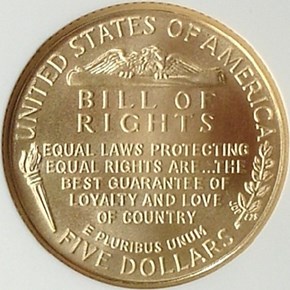 UNITED STATES OF AMERICA
BILL OF
RIGHTS
EQUAL LAWS PROTECTING
EQUAL RIGHTS ARE...THE
BEST GUARANTEE OF
LOYALTY AND LOVE
OF COUNTRY
E PLURIBUS UNUM
FIVE DOLLARS